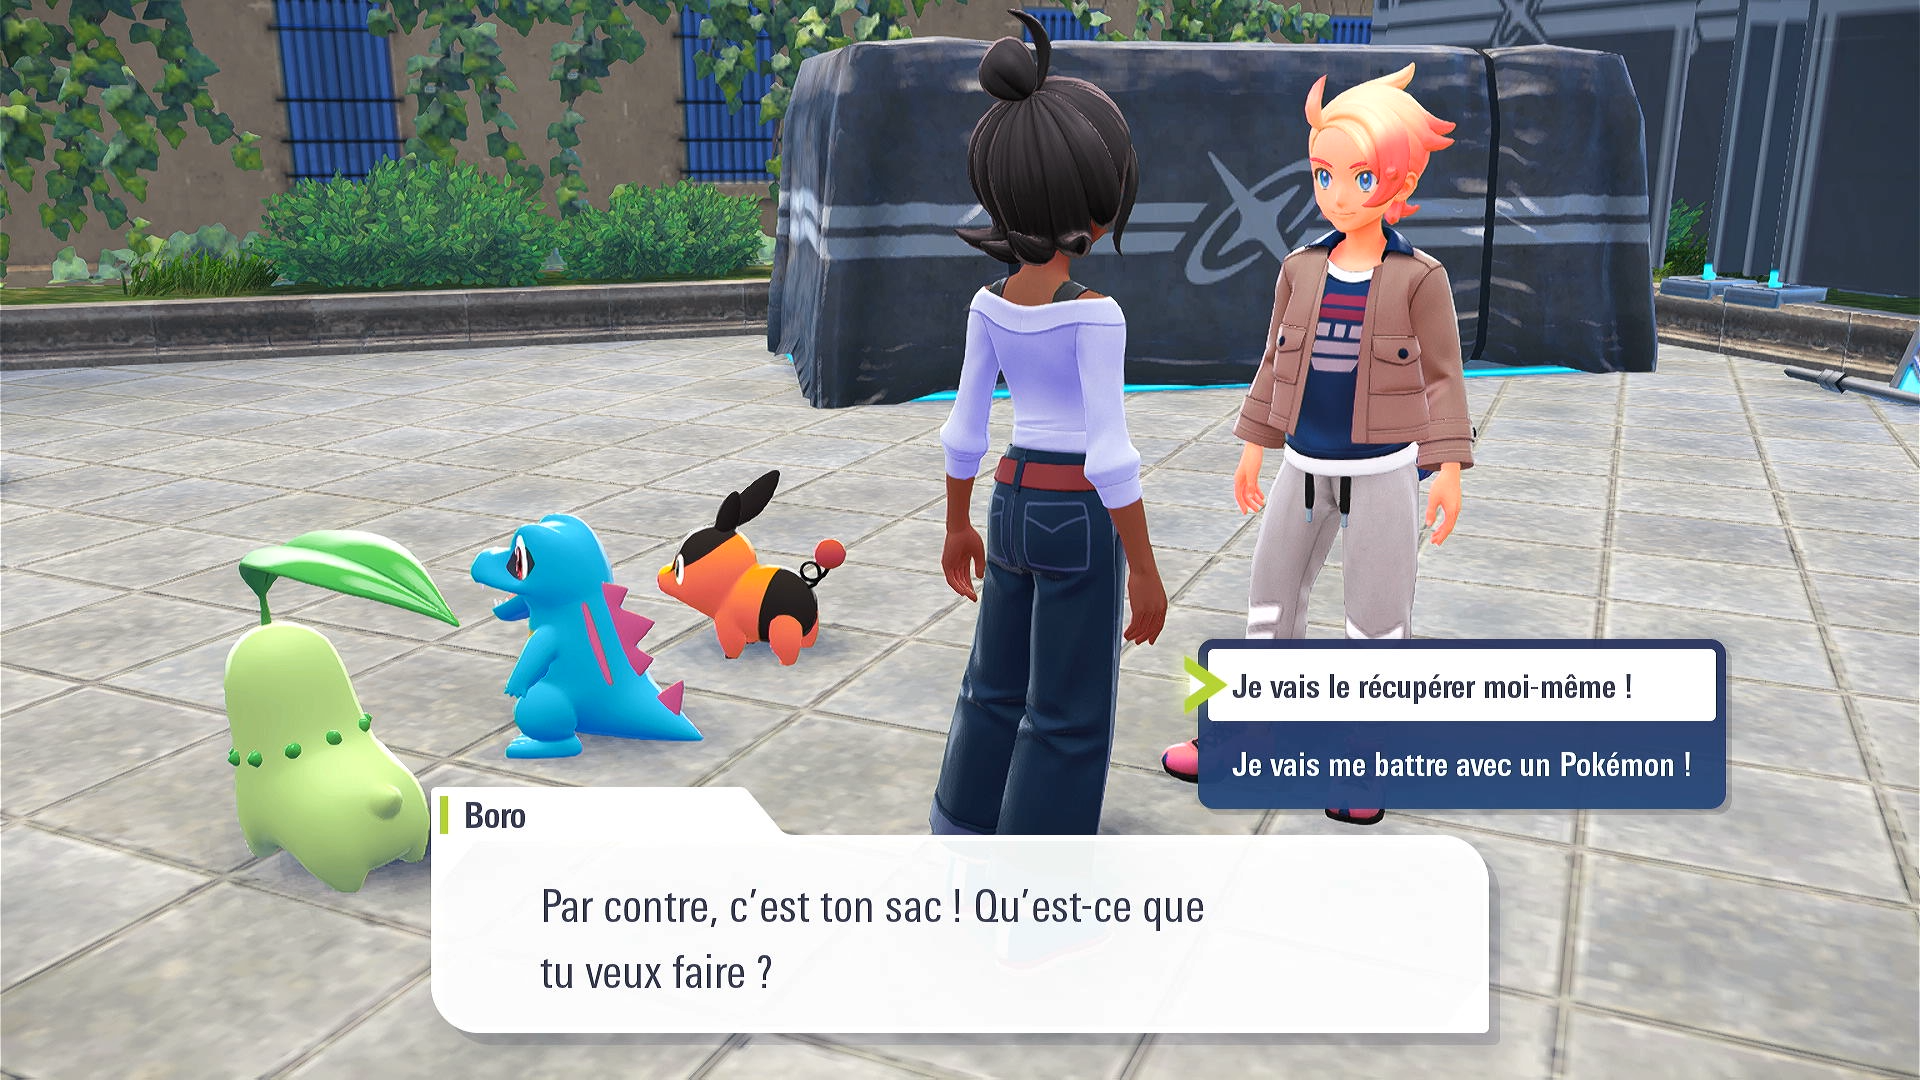 Je vais le récupérer moi-même !
Je vais me battre avec un Pokémon !
Boro
Par contre, c'est ton sac ! Qu'est-ce que
tu veux faire ?